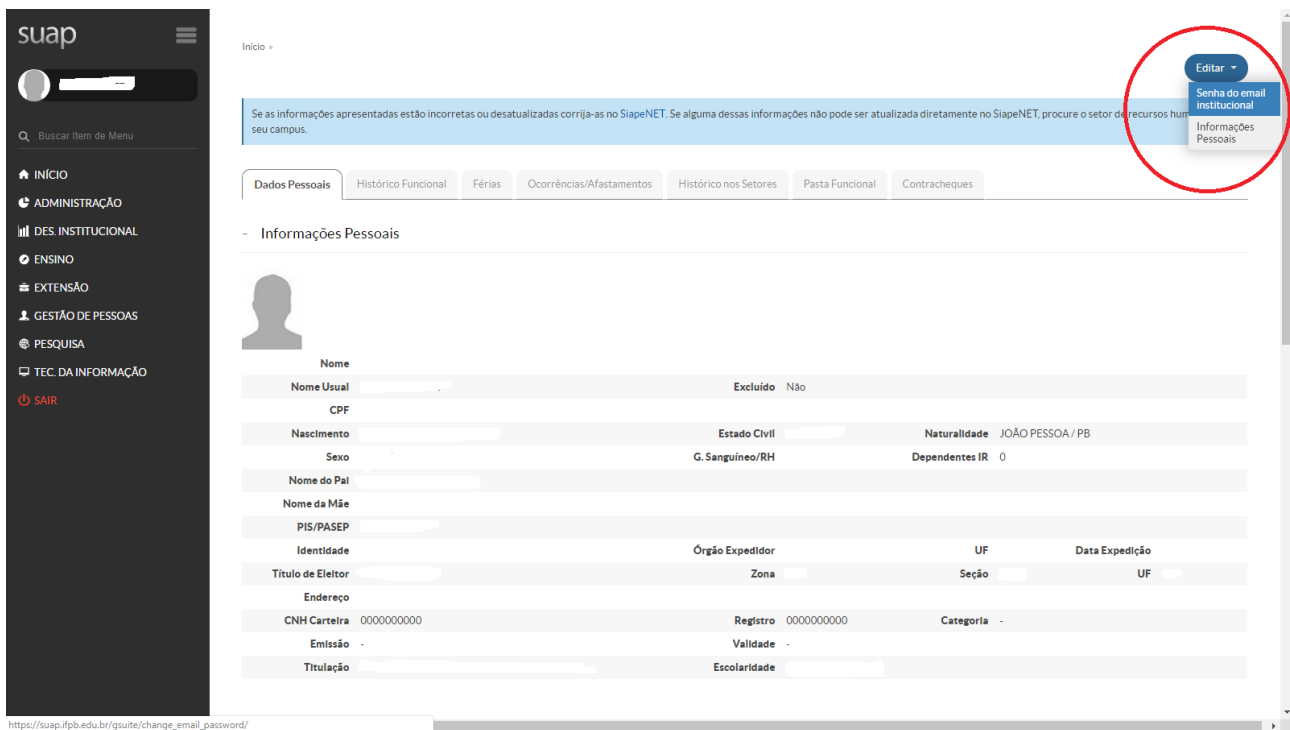 suap
Início »
Editar
Senha do email
institucional
Informações
Pessoais
Se as informações apresentadas estão incorretas ou desatualizadas corrija-as no SiapeNET. Se alguma dessas informações não pode ser atualizada diretamente no SiapeNET, procure o setor de recursos
seu campus.
Buscar Item de Menu
INÍCIO
ADMINISTRAÇÃO
DES. INSTITUCIONAL
ENSINO
EXTENSÃO
GESTÃO DE PESSOAS
PESQUISA
TEC. DA INFORMAÇÃO
SAIR
Dados Pessoais Histórico Funcional Férias Ocorrências/Afastamentos Histórico nos Setores Pasta Funcional Contracheques
- Informações Pessoais
Nome
Nome Usual Excluído Não
CPF
Nascimento Estado Civil Naturalidade JOÃO PESSOA / PB
Sexo G. Sanguíneo/RH Dependentes IR 0
Nome do Pai
Nome da Mãe
PIS/PASEP
Identidade Órgão Expedidor UF Data Expedição
Título de Eleitor Zona Seção UF
Endereço
CNH Carteira 0000000000 Registro 0000000000 Categoria -
Emissão - Validade -
Titulação Escolaridade
https://suap.ifpb.edu.br/gsuite/change_email_password/